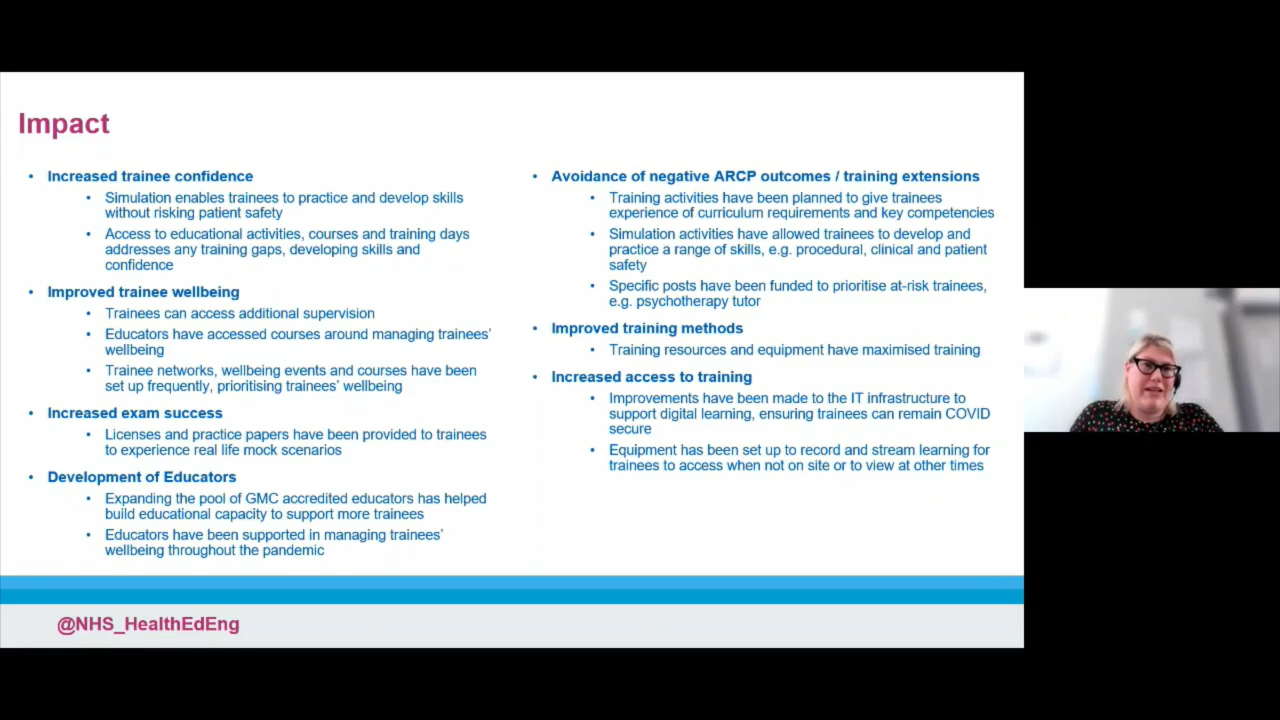 Impact
• Increased trainee confidence
• Simulation enables trainees to practice and develop skills
without risking patient safety
• Access to educational activities, courses and training days
addresses any training gaps, developing skills and
confidence
• Improved trainee wellbeing
• Trainees can access additional supervision
• Educators have accessed courses around managing trainees'
wellbeing
• Trainee networks, wellbeing events and courses have been
set up frequently, prioritising trainees' wellbeing
• Increased exam success
• Licenses and practice papers have been provided to trainees
to experience real life mock scenarios
• Development of Educators
• Expanding the pool of GMC accredited educators has helped
build educational capacity to support more trainees
• Educators have been supported in managing trainees'
wellbeing throughout the pandemic
• Avoidance of negative ARCP outcomes / training extensions
• Training activities have been planned to give trainees
experience of curriculum requirements and key competencies
• Simulation activities have allowed trainees to develop and
practice a range of skills, e.g. procedural, clinical and patient
safety
• Specific posts have been funded to prioritise at-risk trainees,
e.g. psychotherapy tutor
• Improved training methods
• Training resources and equipment have maximised training
• Increased access to training
• Improvements have been made to the IT infrastructure to
support digital learning, ensuring trainees can remain COVID
secure
• Equipment has been set up to record and stream learning for
trainees to access when not on site or to view at other times
@NHS_HealthEdEng